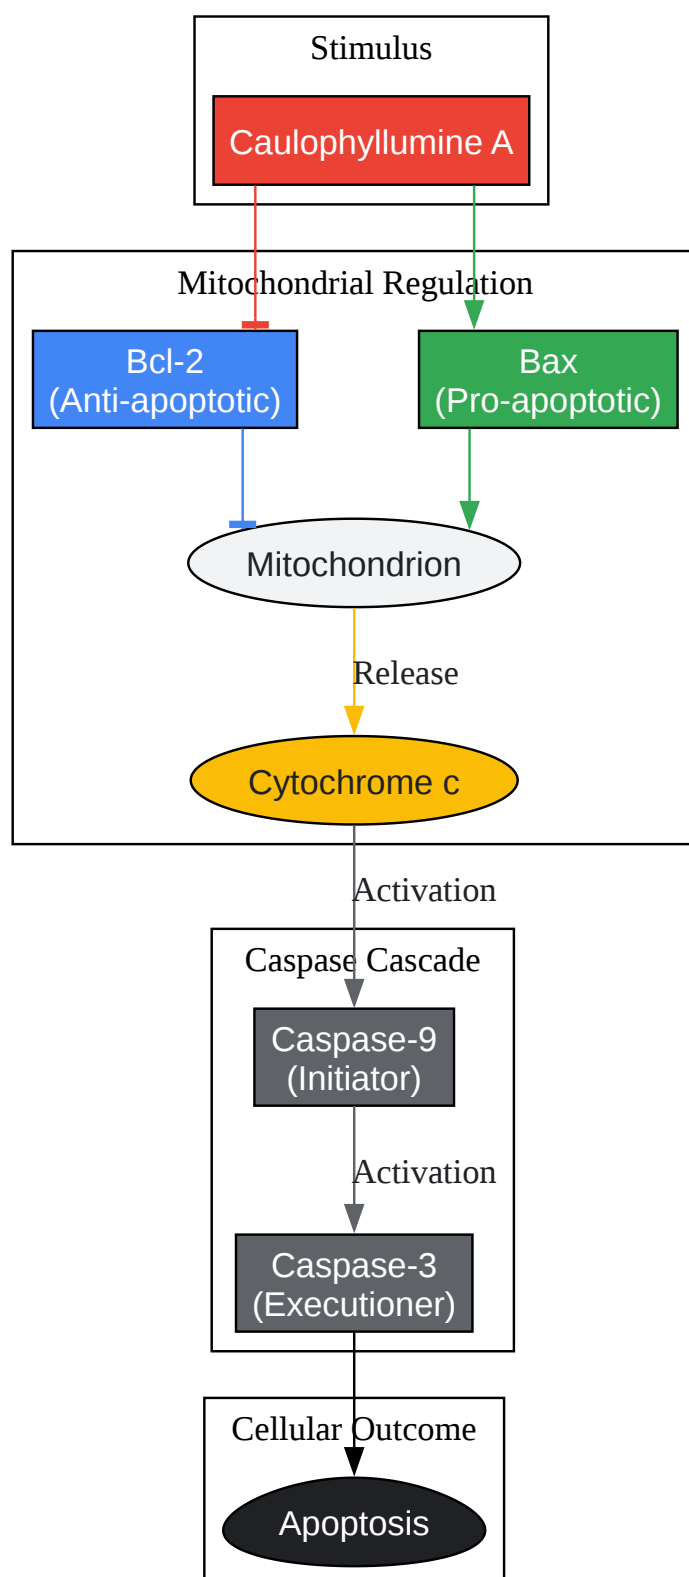 Stimulus
Caulophyllumine A
Mitochondrial Regulation
Bcl-2
(Anti-apoptotic)
Bax
(Pro-apoptotic)
Mitochondrion
Release
Cytochrome c
Activation
Caspase Cascade
Caspase-9
(Initiator)
Activation
Caspase-3
(Executioner)
Cellular Outcome
Apoptosis